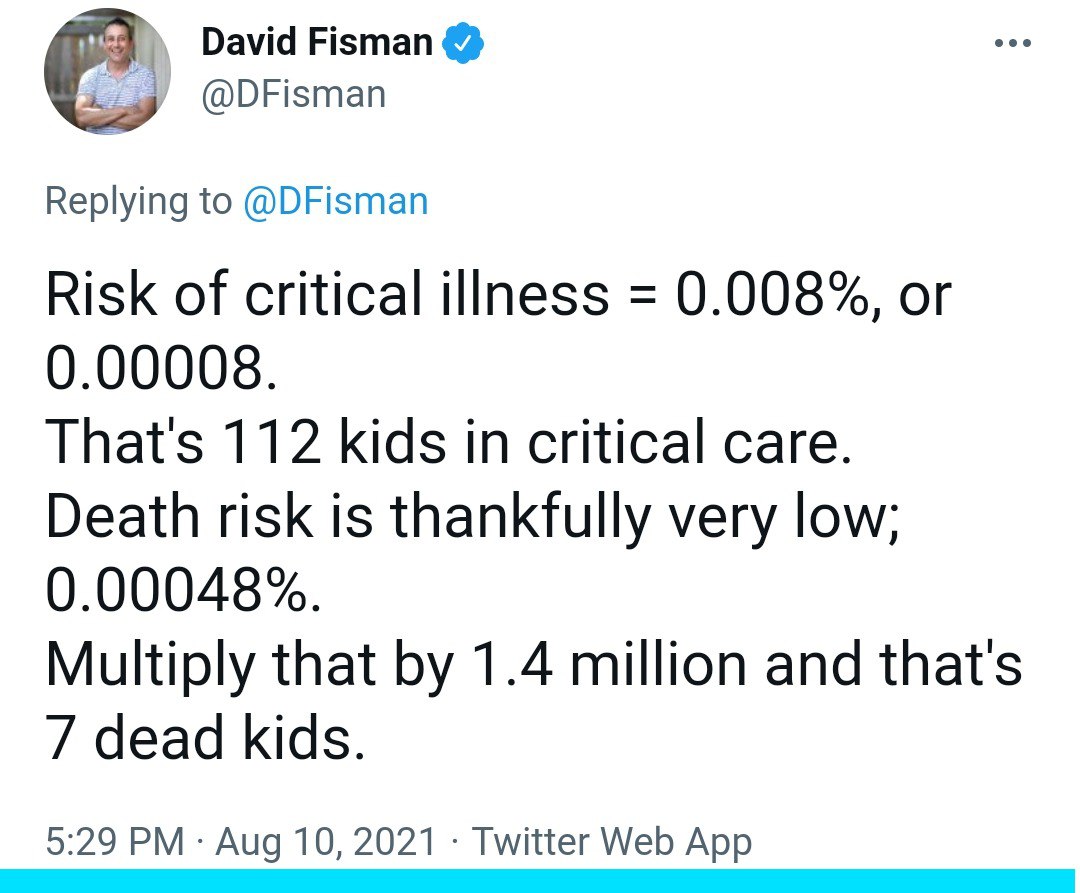 David Fisman
@DFisman
Replying to @DFisman
Risk of critical illness = 0.008%, or
0.00008.
That's 112 kids in critical care.
Death risk is thankfully very low;
0.00048%.
Multiply that by 1.4 million and that's
7 dead kids.
5:29 PM · Aug 10, 2021 · Twitter Web App